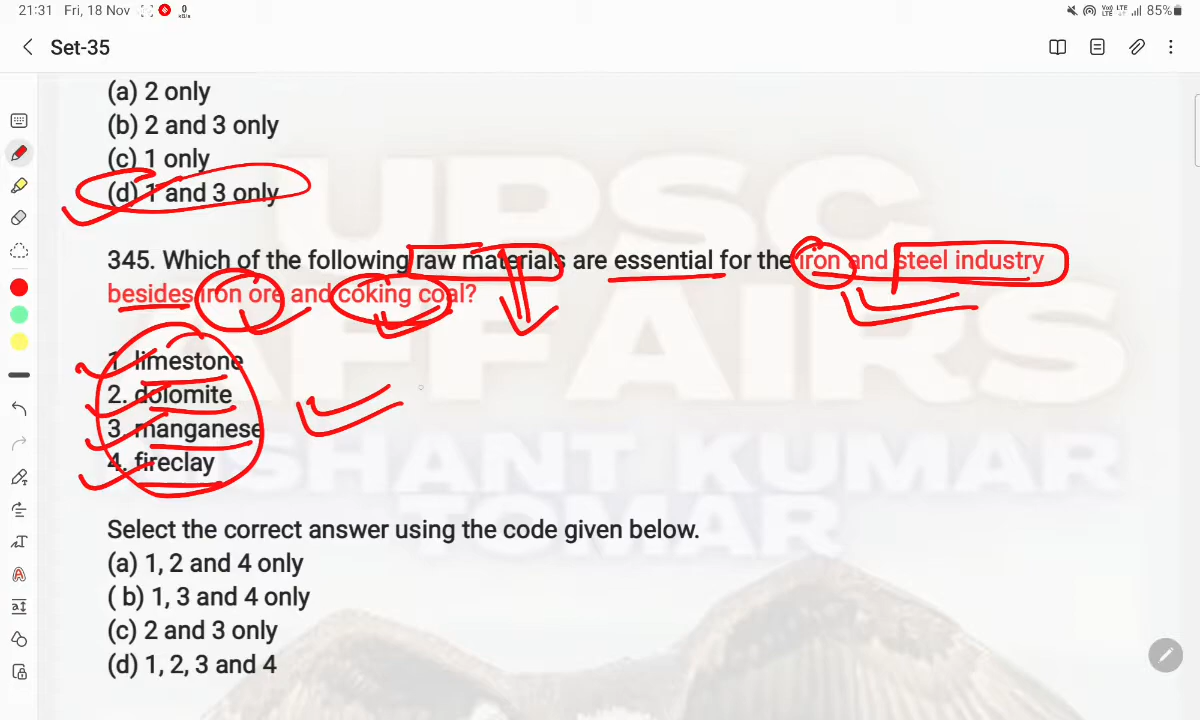 21:31 Fri, 18 Nov
85%
Set-35
(a) 2 only
(b) 2 and 3 only
(c) 1 only
(d) 1 and 3 only
345. Which of the following raw materials are essential for the iron and steel industry
besides iron ore and coking coal?
1. limestone
2. dolomite
3. manganese
4. fireclay
Select the correct answer using the code given below.
(a) 1, 2 and 4 only
( b) 1, 3 and 4 only
(c) 2 and 3 only
(d) 1, 2, 3 and 4
UPSC
AFFAIRS
KUMAR
TOMAR